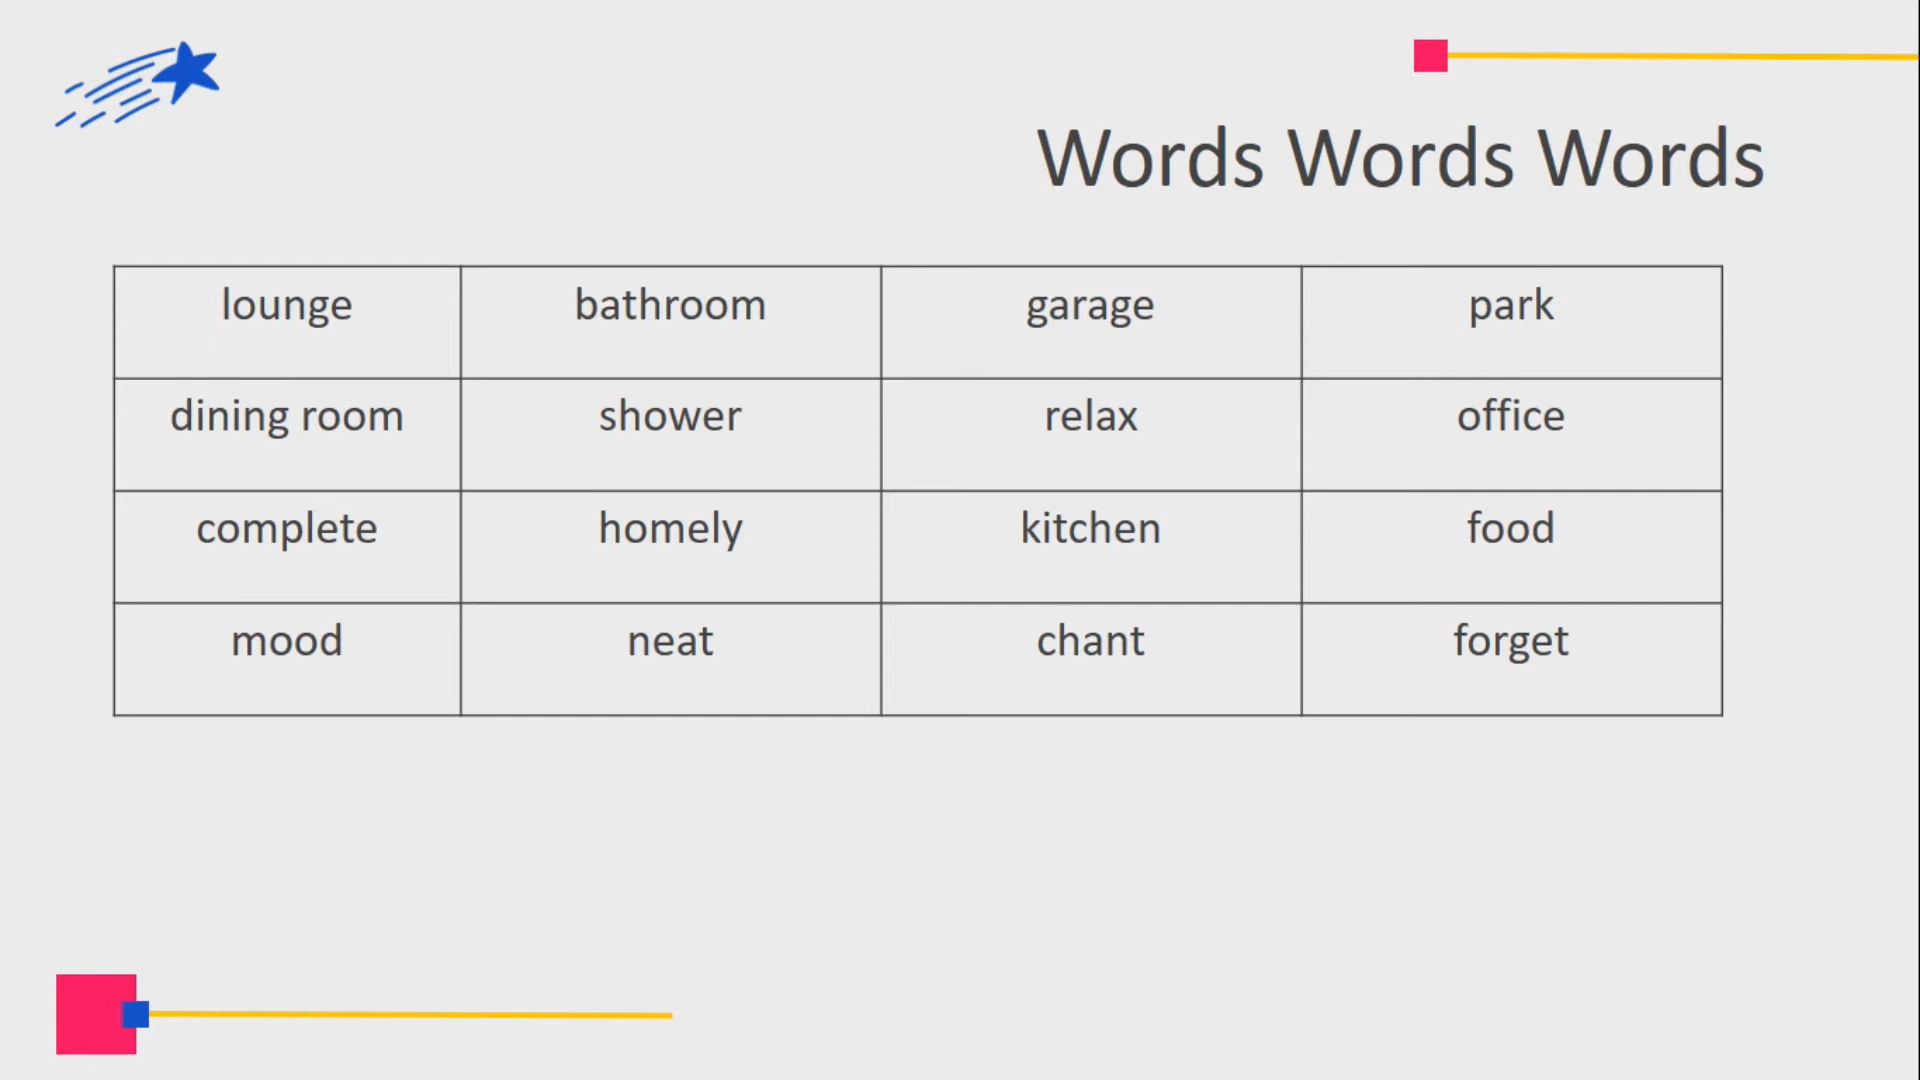 Words Words Words
lounge bathroom garage park
dining room shower relax office
complete homely kitchen food
mood neat chant forget